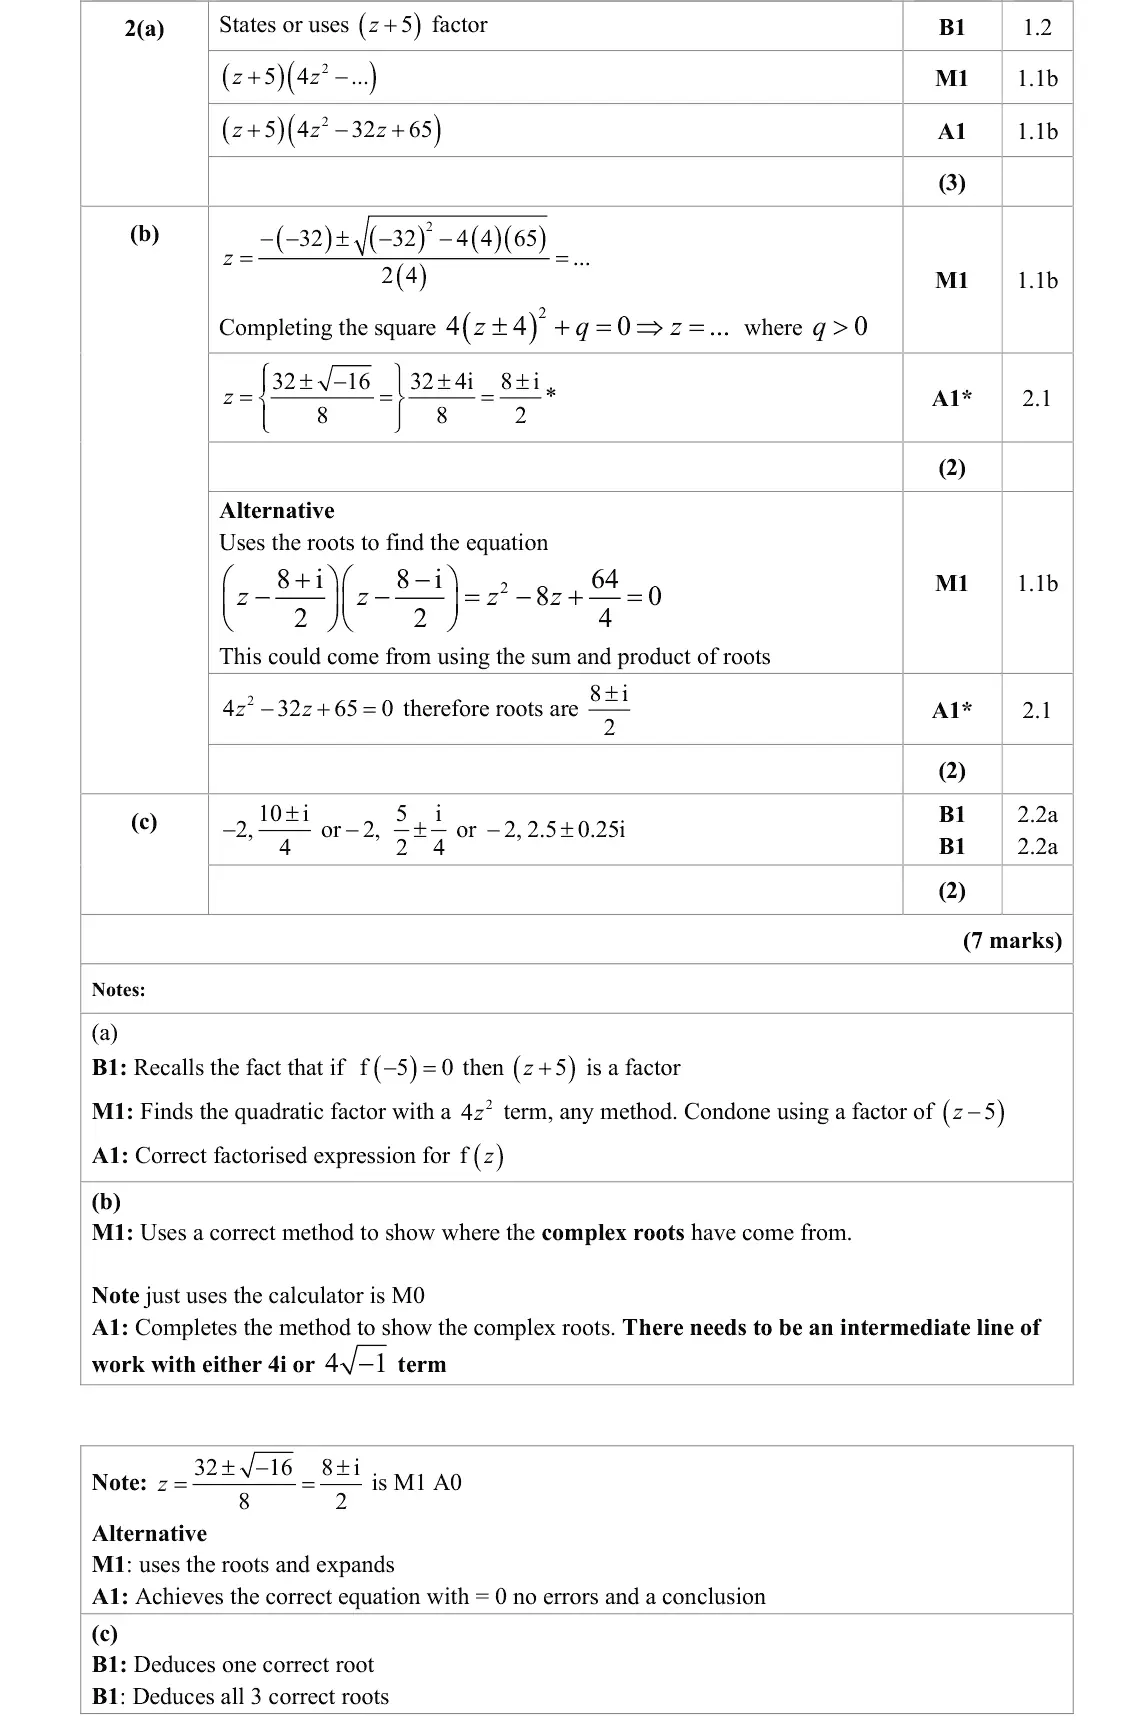 2(a) States or uses (z+5) factor B1 1.2
(z+5)(4z² −...) M1 1.1b
(z+5)(4z² −32z+65) A1 1.1b
(3)
(b) z = (−(−32)±√((−32)² −4(4)(65)))/(2(4)) = ...
M1 1.1b
Completing the square 4(z±4)² + q = 0 ⇒ z = ... where q > 0
z = {(32±√−16)/8 =} (32±4i)/8 = (8±i)/2 * A1* 2.1
(2)
Alternative
Uses the roots to find the equation
(z − (8+i)/2)(z − (8−i)/2) = z² −8z + 64/4 = 0 M1 1.1b
This could come from using the sum and product of roots
4z² −32z+65 = 0 therefore roots are (8±i)/2 A1* 2.1
(2)
(c) −2, (10±i)/4 or −2, 5/2 ± i/4 or −2, 2.5±0.25i B1 2.2a
B1 2.2a
(2)
(7 marks)
Notes:
(a)
B1: Recalls the fact that if f(−5) = 0 then (z+5) is a factor
M1: Finds the quadratic factor with a 4z² term, any method. Condone using a factor of (z−5)
A1: Correct factorised expression for f(z)
(b)
M1: Uses a correct method to show where the complex roots have come from.
Note just uses the calculator is M0
A1: Completes the method to show the complex roots. There needs to be an intermediate line of
work with either 4i or 4√−1 term
Note: z = (32±√−16)/8 = (8±i)/2 is M1 A0
Alternative
M1: uses the roots and expands
A1: Achieves the correct equation with = 0 no errors and a conclusion
(c)
B1: Deduces one correct root
B1: Deduces all 3 correct roots